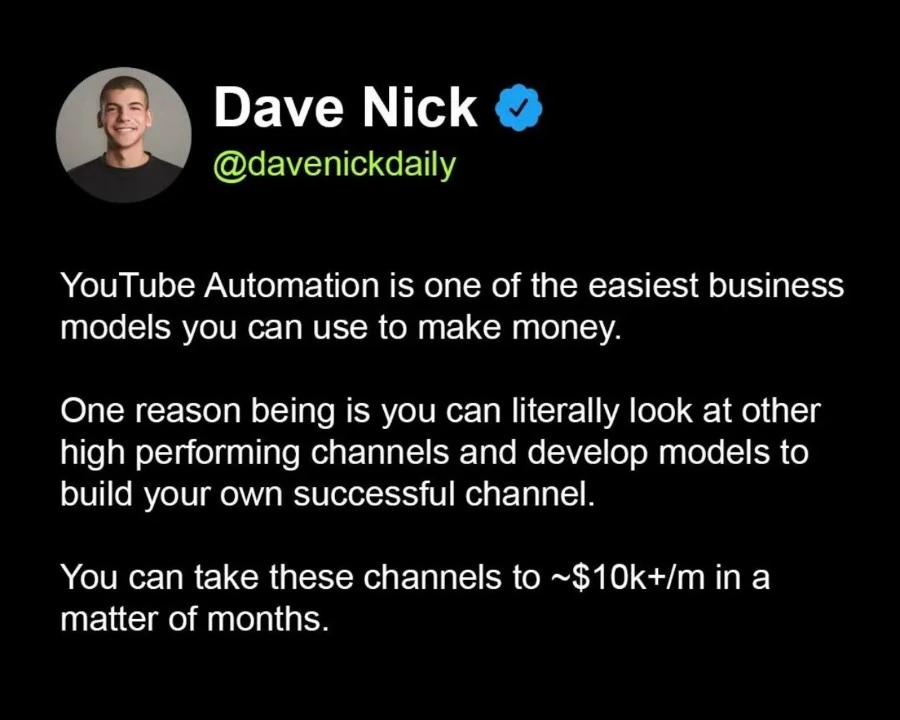 Dave Nick
@davenickdaily
YouTube Automation is one of the easiest business
models you can use to make money.
One reason being is you can literally look at other
high performing channels and develop models to
build your own successful channel.
You can take these channels to ~$10k+/m in a
matter of months.